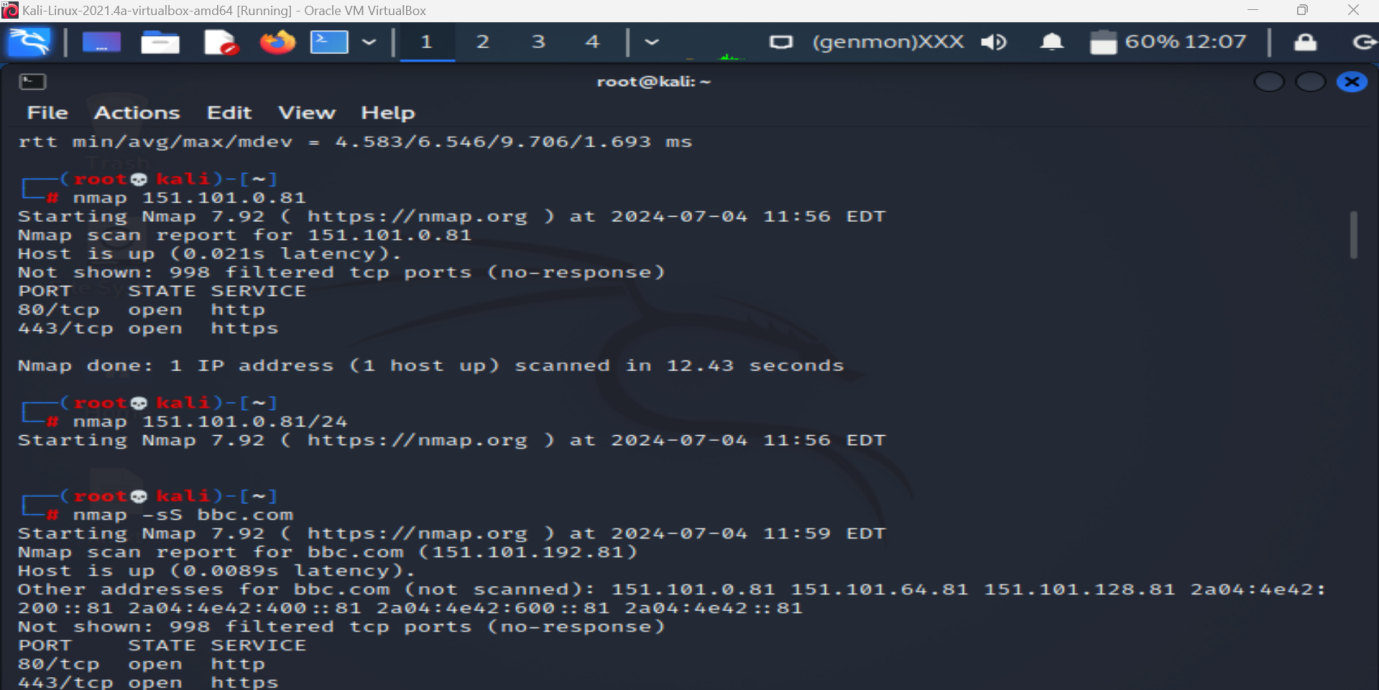 Kali-Linux-2021.4a-virtualbox-amd64 [Running] - Oracle VM VirtualBox
1 2 3 4 (genmon)XXX 60% 12:07
root@kali: ~
File Actions Edit View Help
rtt min/avg/max/mdev = 4.583/6.546/9.706/1.693 ms
┌──(root💀kali)-[~]
└─# nmap 151.101.0.81
Starting Nmap 7.92 ( https://nmap.org ) at 2024-07-04 11:56 EDT
Nmap scan report for 151.101.0.81
Host is up (0.021s latency).
Not shown: 998 filtered tcp ports (no-response)
PORT    STATE SERVICE
80/tcp  open  http
443/tcp open  https
Nmap done: 1 IP address (1 host up) scanned in 12.43 seconds
┌──(root💀kali)-[~]
└─# nmap 151.101.0.81/24
Starting Nmap 7.92 ( https://nmap.org ) at 2024-07-04 11:56 EDT
┌──(root💀kali)-[~]
└─# nmap -sS bbc.com
Starting Nmap 7.92 ( https://nmap.org ) at 2024-07-04 11:59 EDT
Nmap scan report for bbc.com (151.101.192.81)
Host is up (0.0089s latency).
Other addresses for bbc.com (not scanned): 151.101.0.81 151.101.64.81 151.101.128.81 2a04:4e42:
200::81 2a04:4e42:400::81 2a04:4e42:600::81 2a04:4e42::81
Not shown: 998 filtered tcp ports (no-response)
PORT    STATE SERVICE
80/tcp  open  http
443/tcp open  https